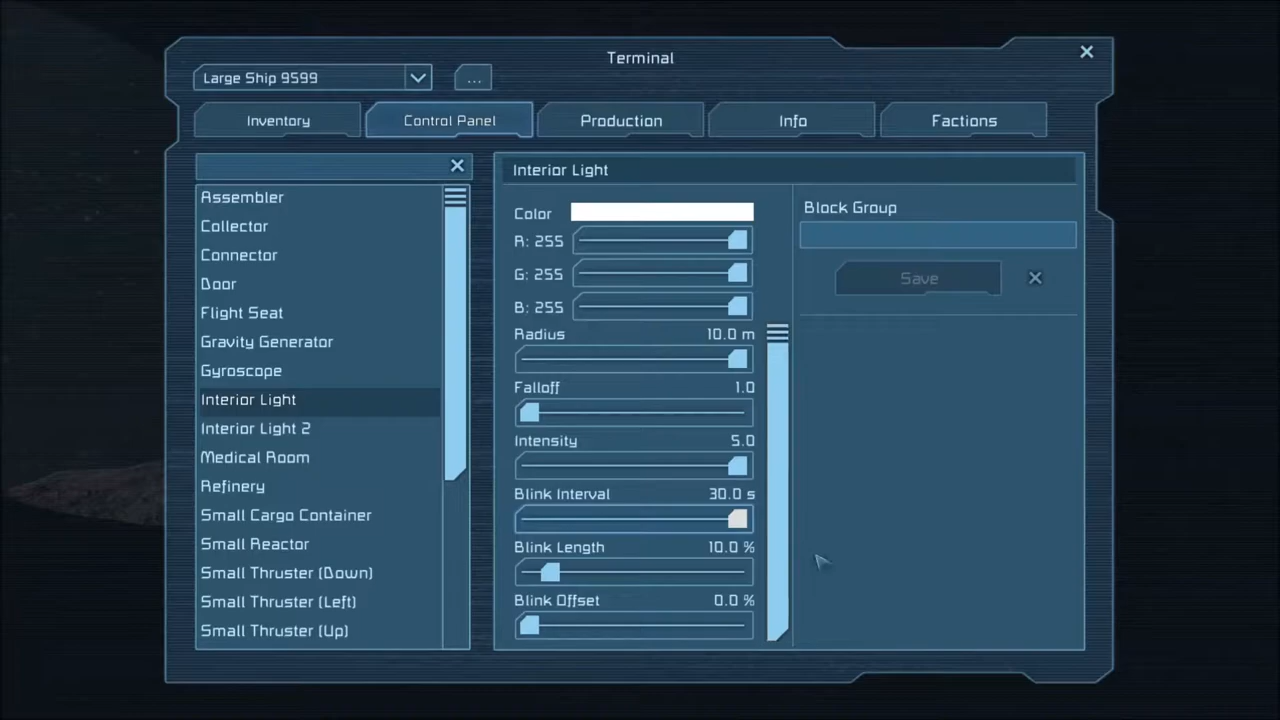 Terminal
Large Ship 9599
...
Inventory
Control Panel
Production
Info
Factions
Assembler
Collector
Connector
Door
Flight Seat
Gravity Generator
Gyroscope
Interior Light
Interior Light 2
Medical Room
Refinery
Small Cargo Container
Small Reactor
Small Thruster (Down)
Small Thruster (Left)
Small Thruster (Up)
Interior Light
Color
R: 255
G: 255
B: 255
Radius 10.0 m
Falloff 1.0
Intensity 5.0
Blink Interval 30.0 s
Blink Length 10.0 %
Blink Offset 0.0 %
Block Group
Save